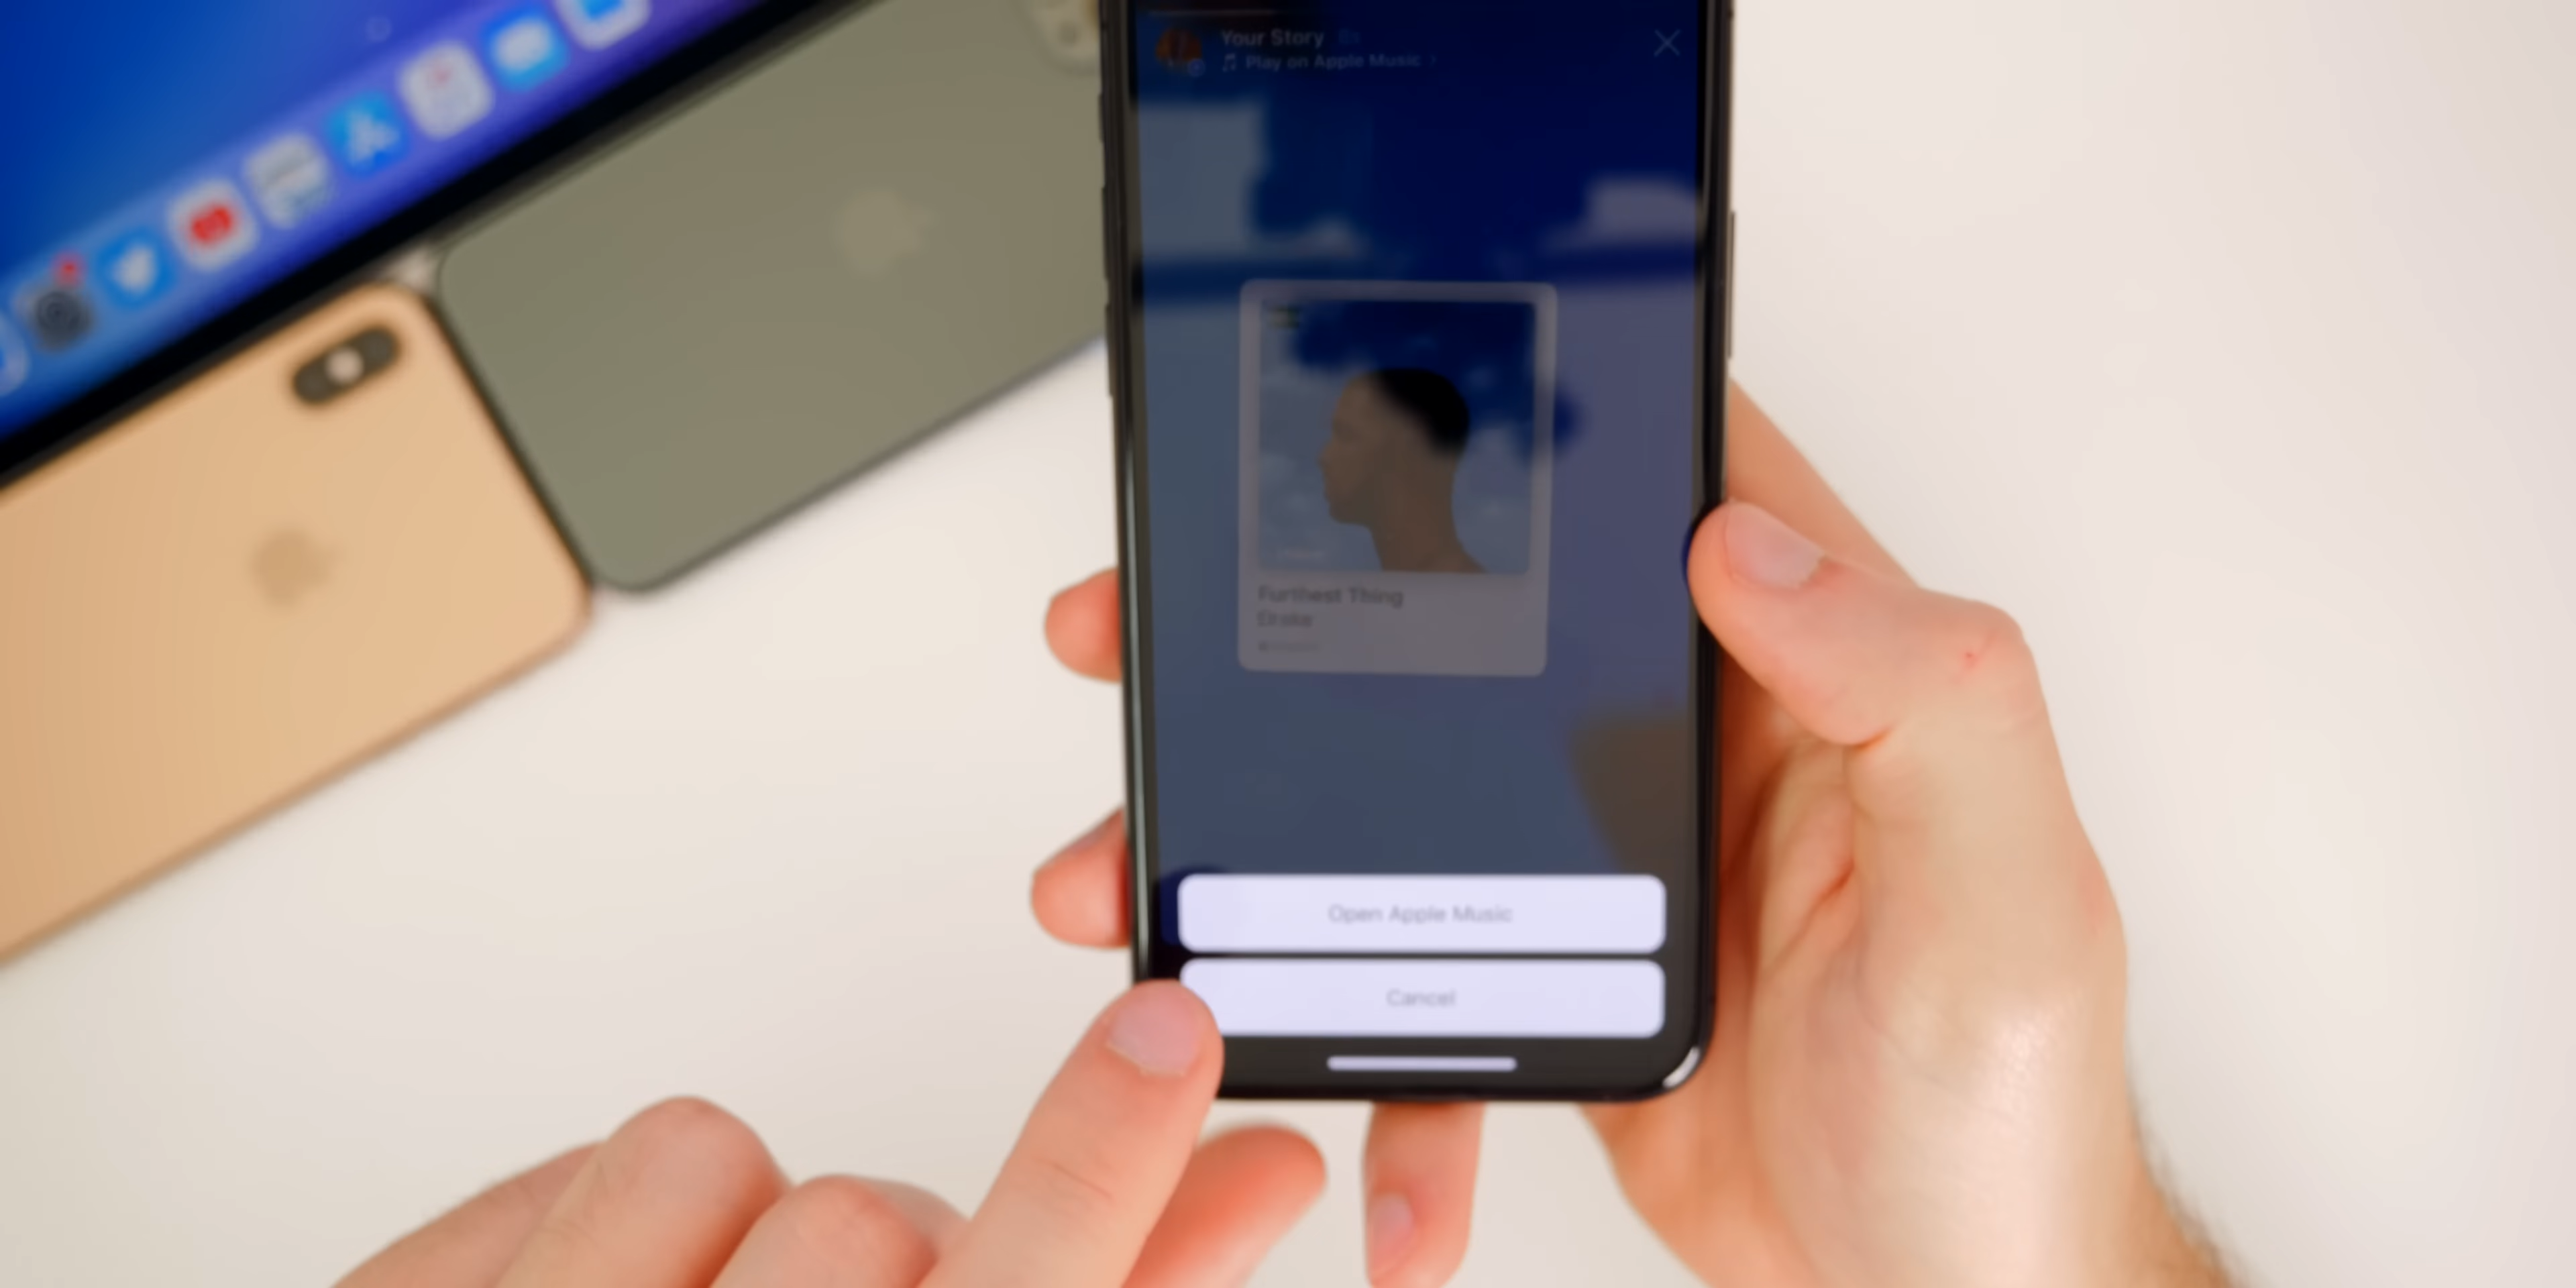 Your Story
Play on Apple Music
Furthest Thing
Drake
Open Apple Music
Cancel